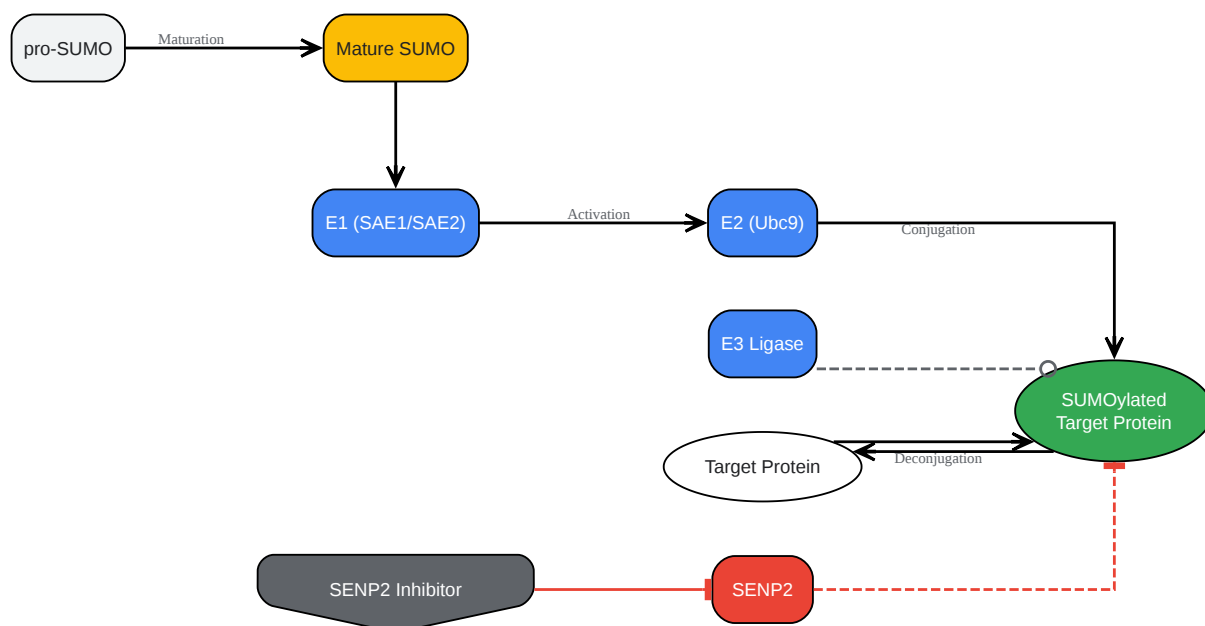 pro-SUMO
Maturation
Mature SUMO
E1 (SAE1/SAE2)
Activation
E2 (Ubc9)
Conjugation
E3 Ligase
SUMOylated
Target Protein
Target Protein
Deconjugation
SENP2 Inhibitor
SENP2